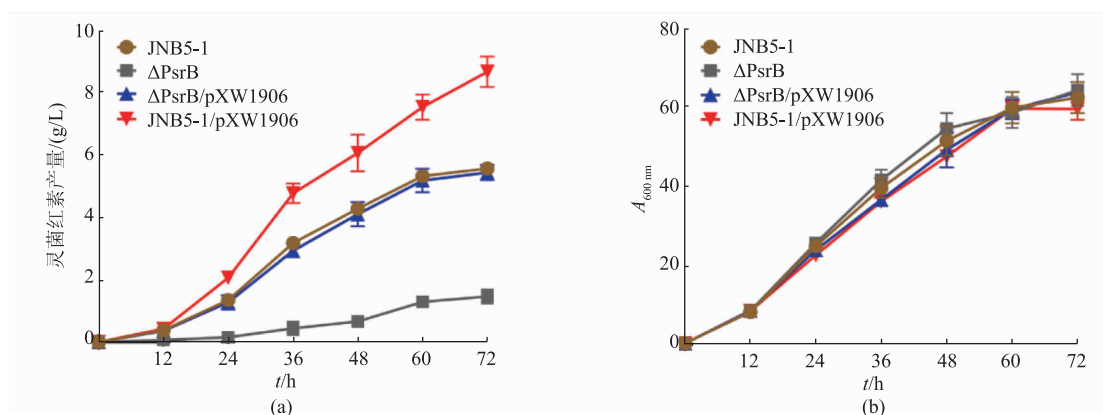 灵菌红素产量/(g/L)
10
8
6
4
2
0
JNB5-1
ΔPsrB
ΔPsrB/pXW1906
JNB5-1/pXW1906
12 24 36 48 60 72
t/h
(a)
A600 nm
80
60
40
20
0
JNB5-1
ΔPsrB
ΔPsrB/pXW1906
JNB5-1/pXW1906
12 24 36 48 60 72
t/h
(b)